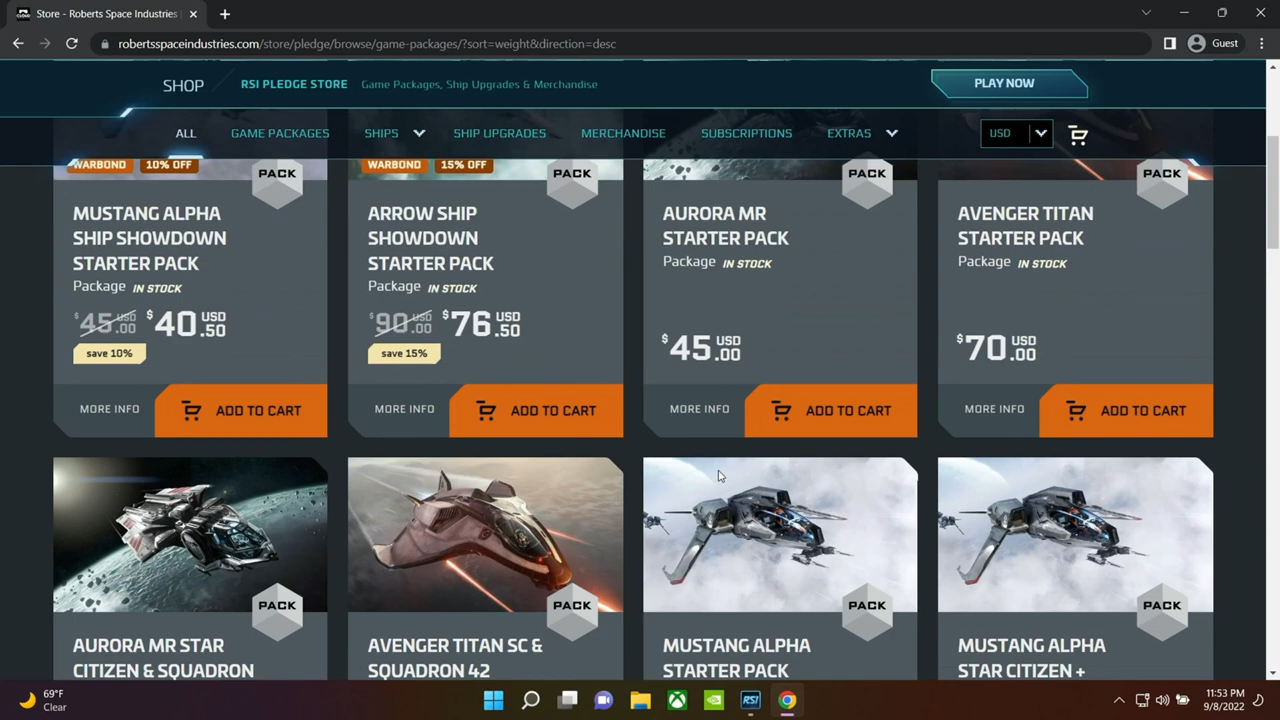 Store - Roberts Space Industries
robertsspaceindustries.com/store/pledge/browse/game-packages/?sort=weight&direction=desc
Guest
SHOP
RSI PLEDGE STORE
Game Packages, Ship Upgrades & Merchandise
PLAY NOW
ALL
GAME PACKAGES
SHIPS
SHIP UPGRADES
MERCHANDISE
SUBSCRIPTIONS
EXTRAS
USD
WARBOND
10% OFF
PACK
MUSTANG ALPHA
SHIP SHOWDOWN
STARTER PACK
Package IN STOCK
$45.00 USD $40.50 USD
save 10%
MORE INFO
ADD TO CART
WARBOND
15% OFF
PACK
ARROW SHIP
SHOWDOWN
STARTER PACK
Package IN STOCK
$90.00 USD $76.50 USD
save 15%
MORE INFO
ADD TO CART
PACK
AURORA MR
STARTER PACK
Package IN STOCK
$45.00 USD
MORE INFO
ADD TO CART
PACK
AVENGER TITAN
STARTER PACK
Package IN STOCK
$70.00 USD
MORE INFO
ADD TO CART
PACK
AURORA MR STAR
CITIZEN & SQUADRON
PACK
AVENGER TITAN SC &
SQUADRON 42
PACK
MUSTANG ALPHA
STARTER PACK
PACK
MUSTANG ALPHA
STAR CITIZEN +
69°F
Clear
RSI
11:53 PM
9/8/2022